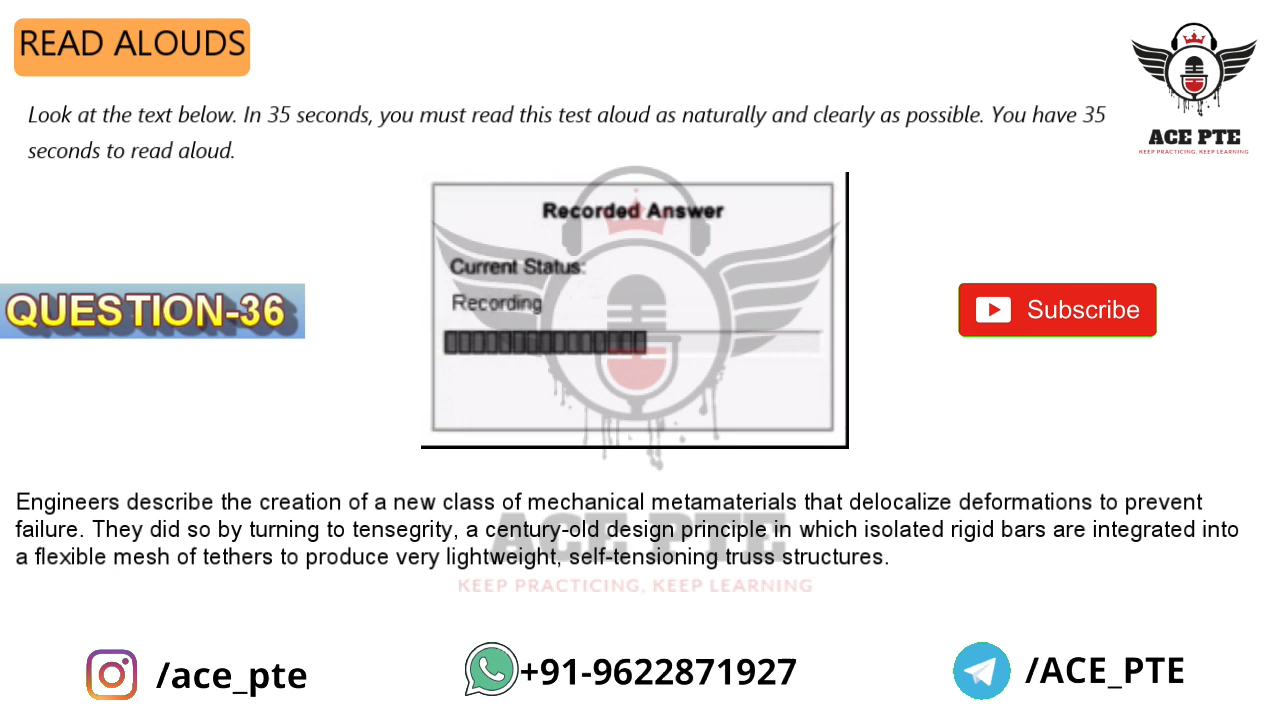 READ ALOUDS
Look at the text below. In 35 seconds, you must read this test aloud as naturally and clearly as possible. You have 35
seconds to read aloud.
ACE PTE
KEEP PRACTICING, KEEP LEARNING
Recorded Answer
Current Status:
Recording
QUESTION-36
Subscribe
Engineers describe the creation of a new class of mechanical metamaterials that delocalize deformations to prevent
failure. They did so by turning to tensegrity, a century-old design principle in which isolated rigid bars are integrated into
a flexible mesh of tethers to produce very lightweight, self-tensioning truss structures.
ACE PTE
KEEP PRACTICING, KEEP LEARNING
/ace_pte
+91-9622871927
/ACE_PTE